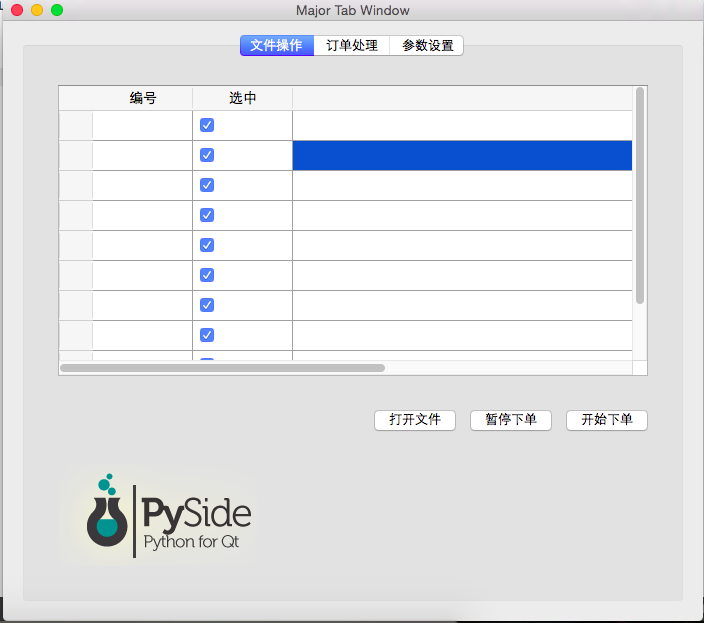 Major Tab Window
文件操作 订单处理 参数设置
编号 选中
打开文件 暂停下单 开始下单
PySide
Python for Qt